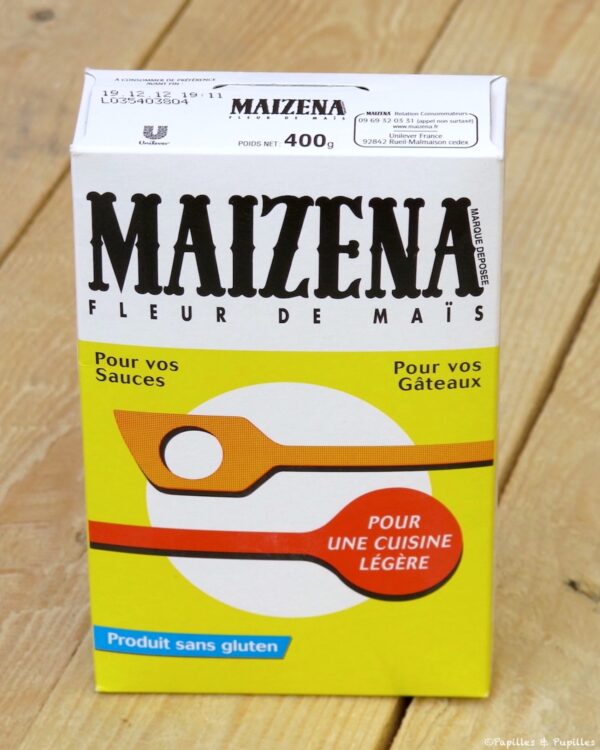 À CONSOMMER DE PRÉFÉRENCE
AVANT FIN
19 12 12 19:11
L035403804
Unilever
MAIZENA
FLEUR DE MAÏS
POIDS NET: 400g
MAIZENA Relation Consommateurs
09 69 32 03 31 (appel non surtaxé)
www.maizena.fr
Unilever France
92842 Rueil-Malmaison cedex
MAIZENA
MARQUE DEPOSEE
FLEUR DE MAÏS
Pour vos
Sauces
Pour vos
Gâteaux
POUR
UNE CUISINE
LÉGÈRE
Produit sans gluten
©Papilles & Pupilles